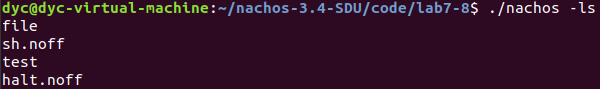 dyc@dyc-virtual-machine:~/nachos-3.4-SDU/code/lab7-8$ ./nachos -ls
file
sh.noff
test
halt.noff